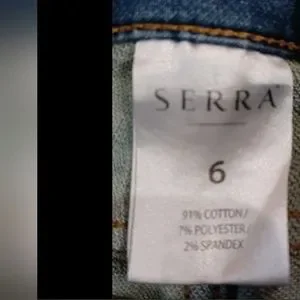 SERRA
6
91% COTTON/
7% POLYESTER/
2% SPANDEX